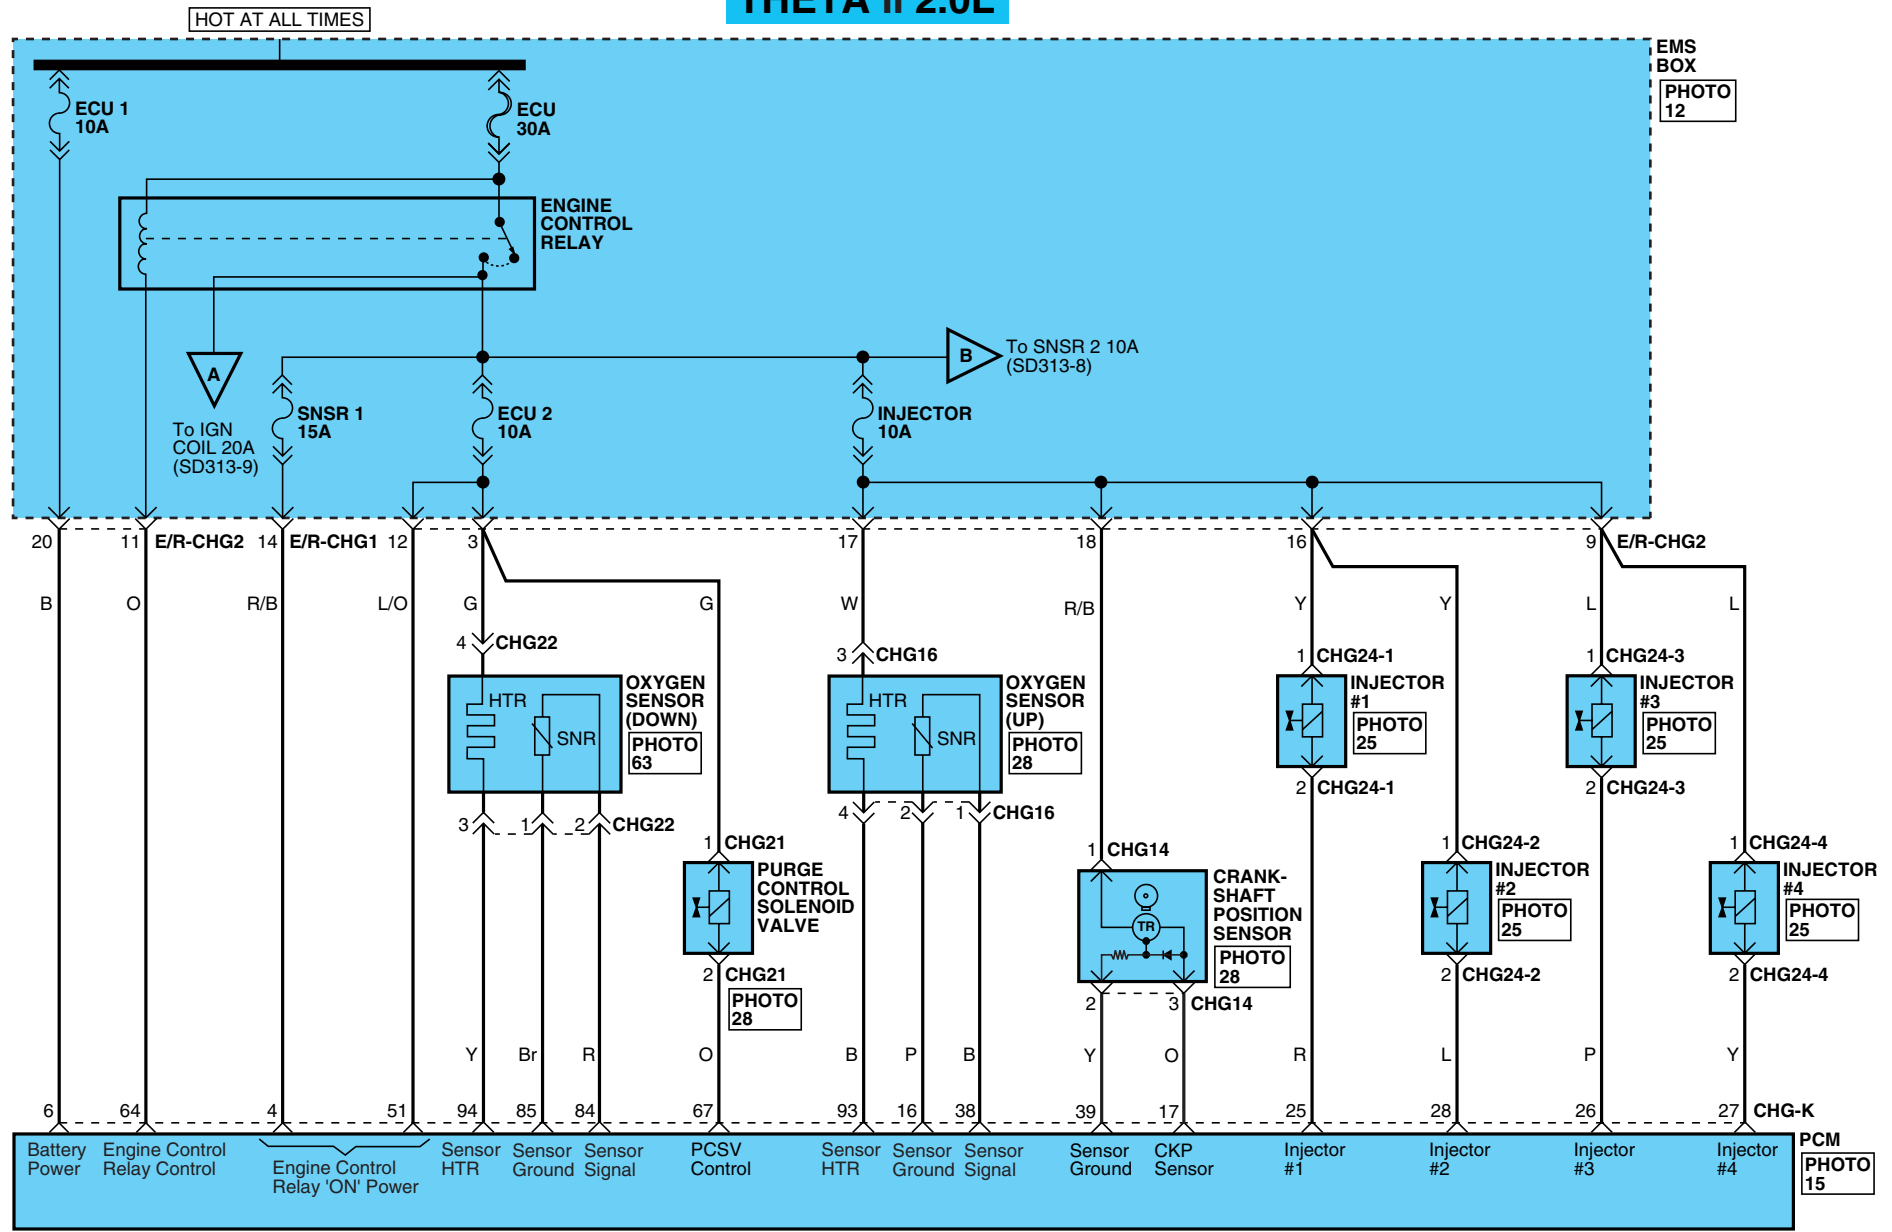 THETA II 2.0L
HOT AT ALL TIMES
EMS
BOX
PHOTO
12
ECU 1
10A
ECU
30A
ENGINE
CONTROL
RELAY
A
To IGN
COIL 20A
(SD313-9)
B
To SNSR 2 10A
(SD313-8)
SNSR 1
15A
ECU 2
10A
INJECTOR
10A
20 11 E/R-CHG2 14 E/R-CHG1 12 3 17 18 16 9 E/R-CHG2
B O R/B L/O G G W R/B Y Y L L
4 CHG22
3 CHG16
1 CHG24-1
1 CHG24-3
HTR
SNR
OXYGEN
SENSOR
(DOWN)
PHOTO
63
HTR
SNR
OXYGEN
SENSOR
(UP)
PHOTO
28
INJECTOR
#1
PHOTO
25
INJECTOR
#3
PHOTO
25
2 CHG24-1
2 CHG24-3
3 1 2 CHG22
4 2 1 CHG16
1 CHG21
PURGE
CONTROL
SOLENOID
VALVE
2 CHG21
PHOTO
28
1 CHG14
TR
CRANK-
SHAFT
POSITION
SENSOR
PHOTO
28
2 3 CHG14
1 CHG24-2
INJECTOR
#2
PHOTO
25
2 CHG24-2
1 CHG24-4
INJECTOR
#4
PHOTO
25
2 CHG24-4
Y Br R O B P B Y O R L P Y
6 64 4 51 94 85 84 67 93 16 38 39 17 25 28 26 27 CHG-K
Battery
Power
Engine Control
Relay Control
Engine Control
Relay 'ON' Power
Sensor
HTR
Sensor
Ground
Sensor
Signal
PCSV
Control
Sensor
HTR
Sensor
Ground
Sensor
Signal
Sensor
Ground
CKP
Sensor
Injector
#1
Injector
#2
Injector
#3
Injector
#4
PCM
PHOTO
15